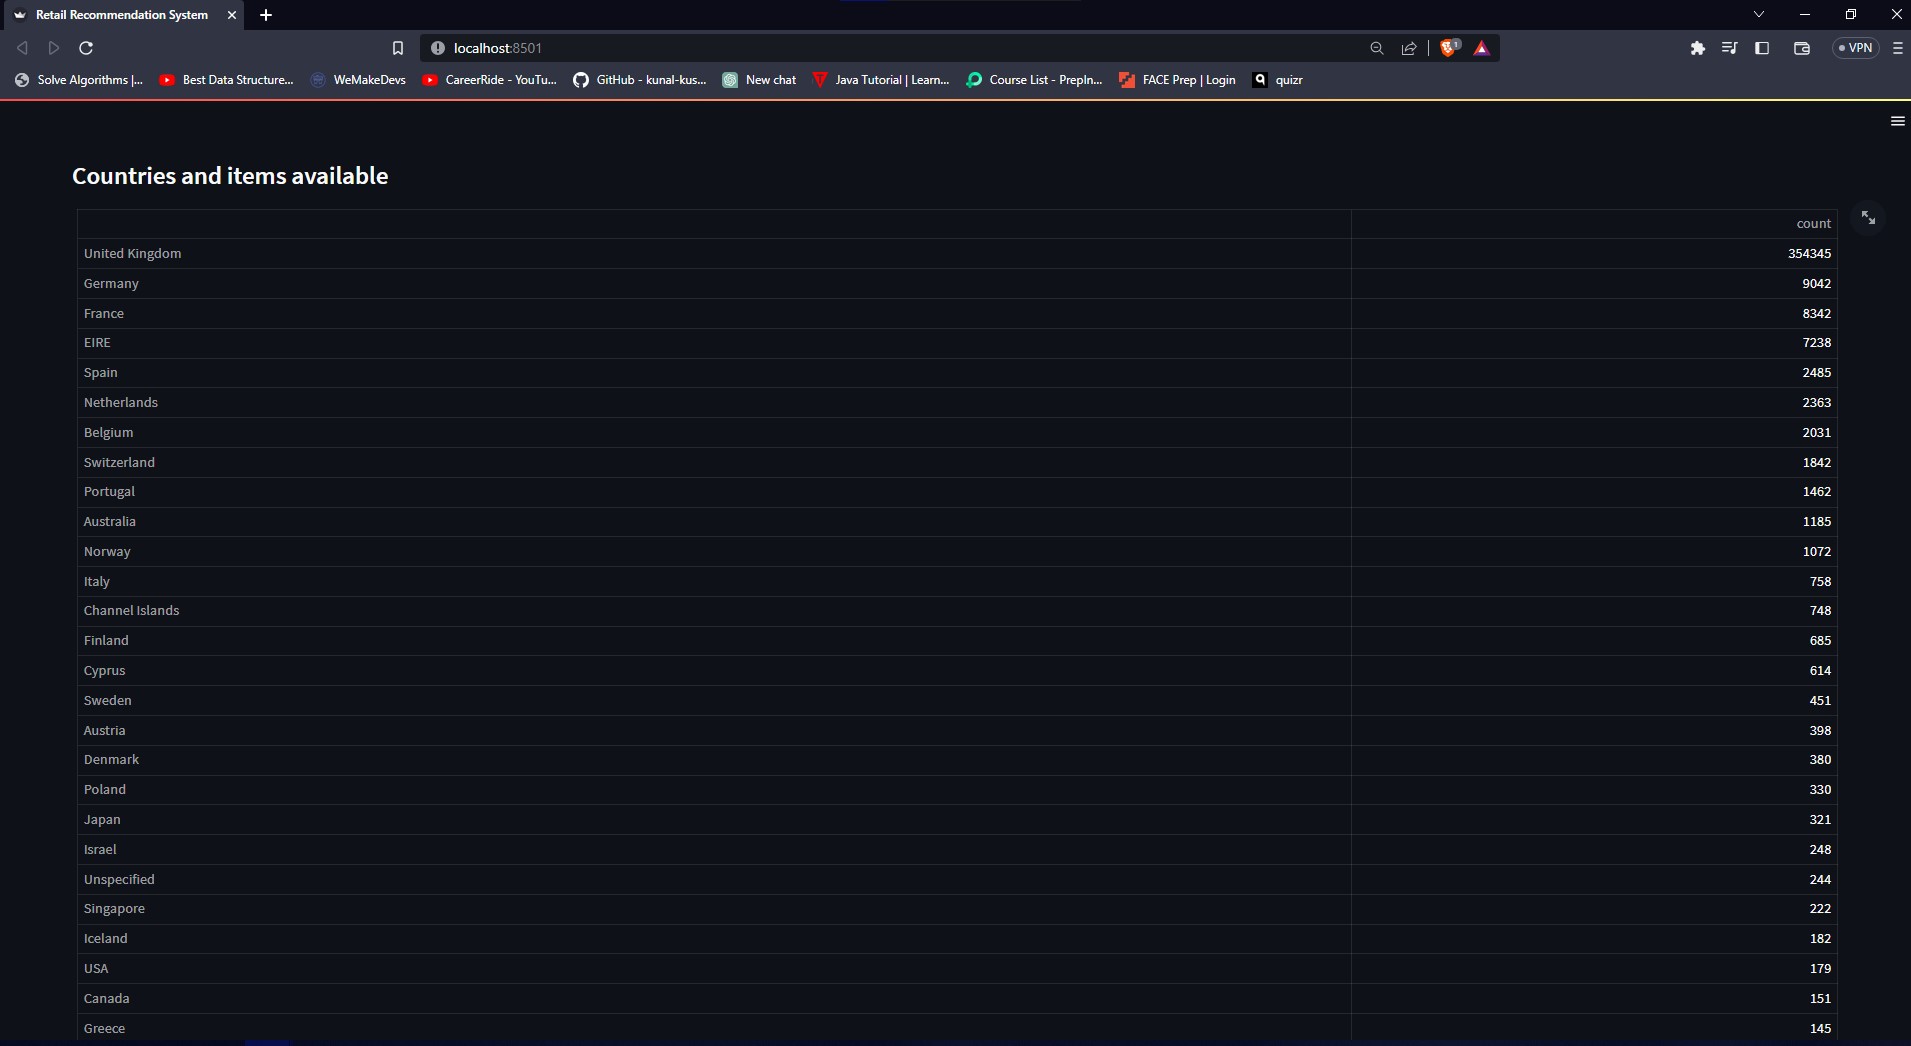 Retail Recommendation System
localhost:8501
VPN
Solve Algorithms |... Best Data Structure... WeMakeDevs CareerRide - YouTu... GitHub - kunal-kus... New chat Java Tutorial | Learn... Course List - PrepIn... FACE Prep | Login quizr
Countries and items available
count
United Kingdom 354345
Germany 9042
France 8342
EIRE 7238
Spain 2485
Netherlands 2363
Belgium 2031
Switzerland 1842
Portugal 1462
Australia 1185
Norway 1072
Italy 758
Channel Islands 748
Finland 685
Cyprus 614
Sweden 451
Austria 398
Denmark 380
Poland 330
Japan 321
Israel 248
Unspecified 244
Singapore 222
Iceland 182
USA 179
Canada 151
Greece 145